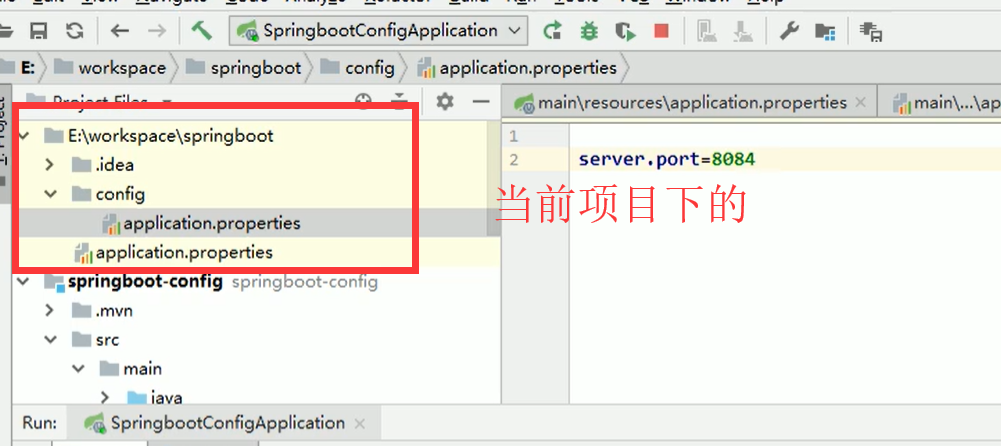 SpringbootConfigApplication
E: workspace springboot config application.properties
Project Files
main\resources\application.properties
main\...\ap
E:\workspace\springboot
.idea
config
application.properties
application.properties
springboot-config springboot-config
.mvn
src
main
java
1
2 server.port=8084
当前项目下的
Run: SpringbootConfigApplication